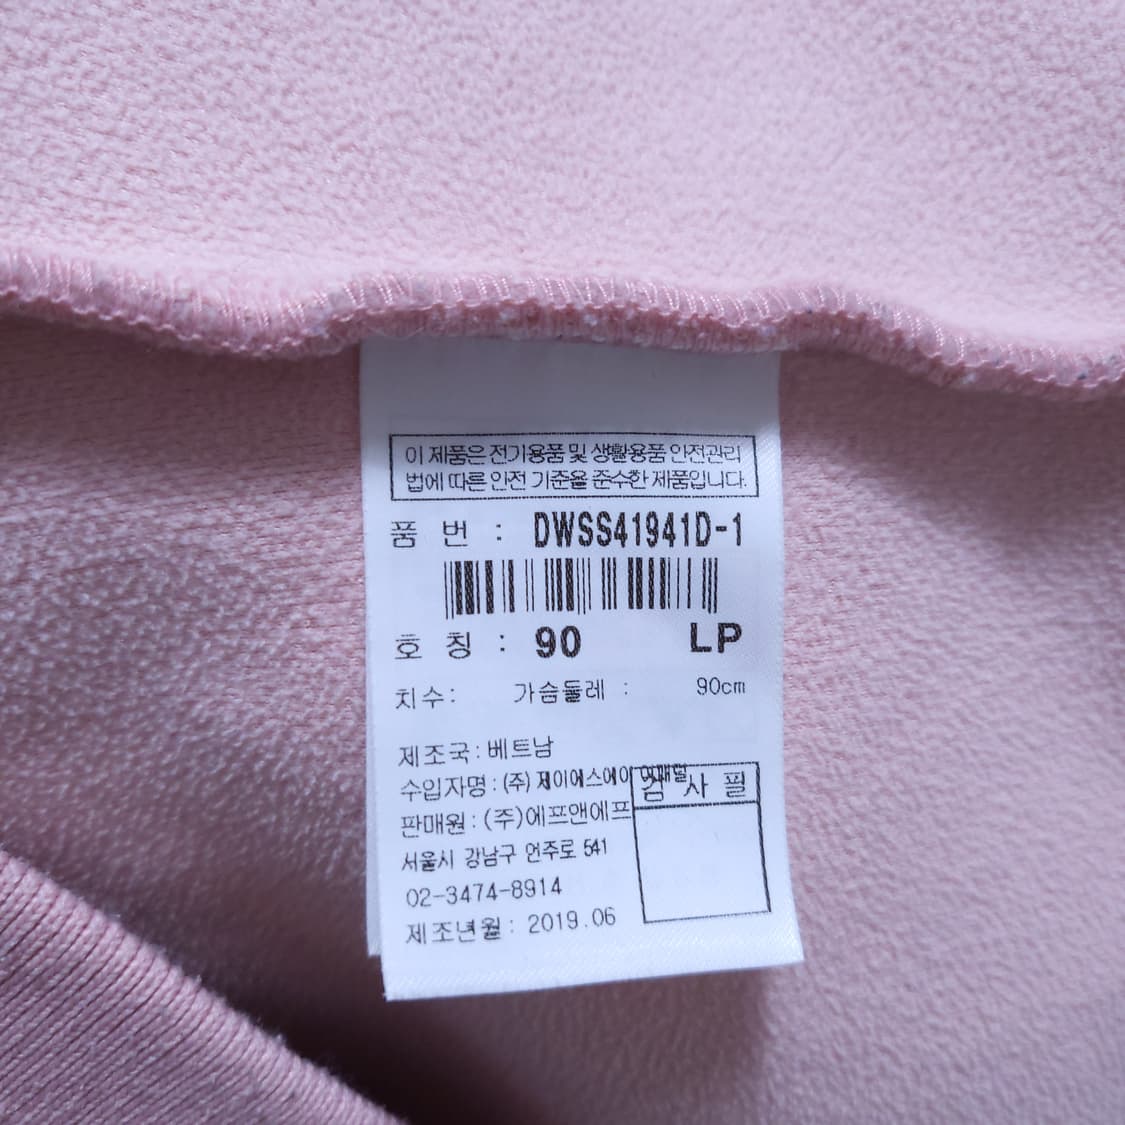 이 제품은 전기용품 및 생활용품 안전관리
법에 따른 안전 기준을 준수한 제품입니다.
품 번 : DWSS41941D-1
호 칭 : 90 LP
치수: 가슴둘레 : 90cm
제조국:베트남
수입자명:(주) 제이에스에이 어패럴
판매원:(주)에프앤에프
검 사 필
서울시 강남구 언주로 541
02-3474-8914
제조년월: 2019.06